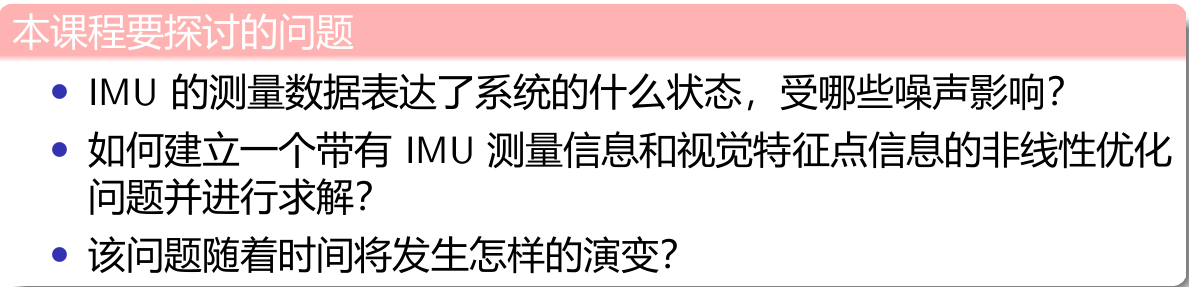 本课程要探讨的问题
• IMU 的测量数据表达了系统的什么状态，受哪些噪声影响？
• 如何建立一个带有 IMU 测量信息和视觉特征点信息的非线性优化
问题并进行求解？
• 该问题随着时间将发生怎样的演变？